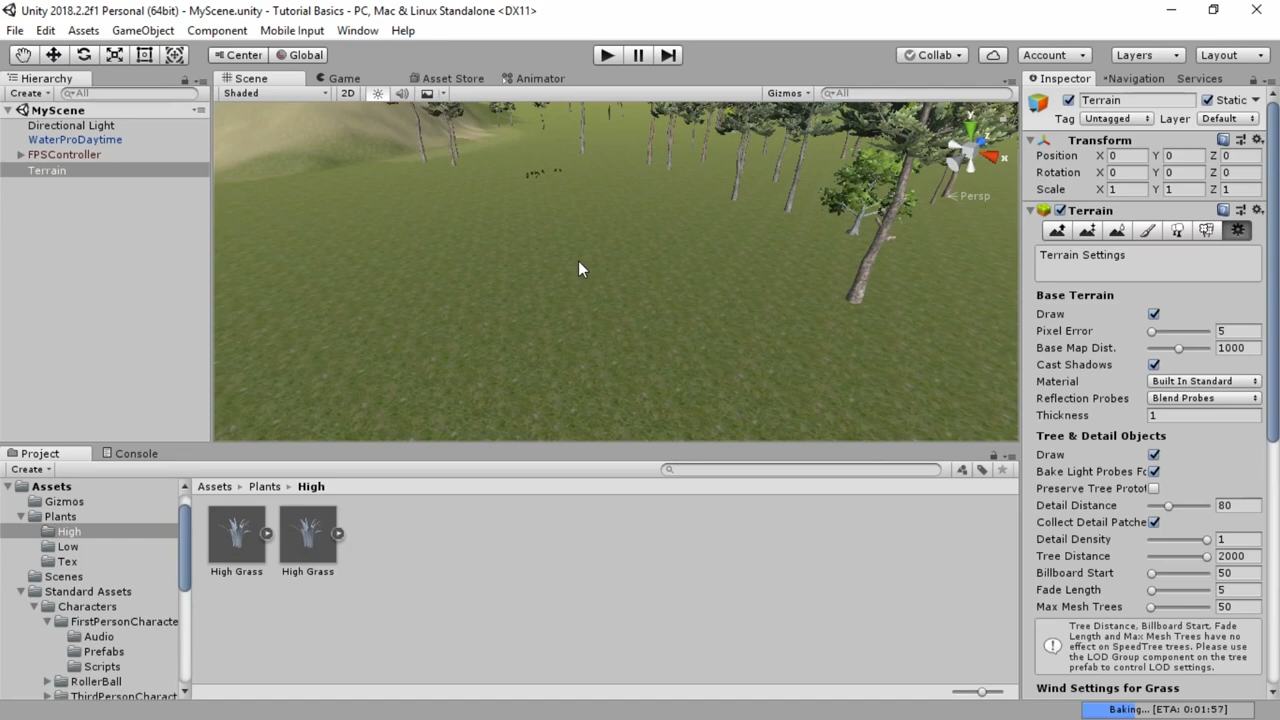 Unity 2018.2.2f1 Personal (64bit) - MyScene.unity - Tutorial Basics - PC, Mac & Linux Standalone <DX11>
File Edit Assets GameObject Component Mobile Input Window Help
Center Global Collab Account Layers Layout
Hierarchy
Create All
MyScene
Directional Light
WaterProDaytime
FPSController
Terrain
Scene Game Asset Store Animator
Shaded 2D Gizmos All
y
x
z
Persp
Inspector Navigation Services
Terrain Static
Tag Untagged Layer Default
Transform
Position X 0 Y 0 Z 0
Rotation X 0 Y 0 Z 0
Scale X 1 Y 1 Z 1
Terrain
Terrain Settings
Base Terrain
Draw
Pixel Error 5
Base Map Dist. 1000
Cast Shadows
Material Built In Standard
Reflection Probes Blend Probes
Thickness 1
Tree & Detail Objects
Draw
Bake Light Probes Fo
Preserve Tree Protot
Detail Distance 80
Collect Detail Patche
Detail Density 1
Tree Distance 2000
Billboard Start 50
Fade Length 5
Max Mesh Trees 50
Tree Distance, Billboard Start, Fade
Length and Max Mesh Trees have no
effect on SpeedTree trees. Please use
the LOD Group component on the tree
prefab to control LOD settings.
Wind Settings for Grass
Project Console
Create
Assets
Gizmos
Plants
High
Low
Tex
Scenes
Standard Assets
Characters
FirstPersonCharacte
Audio
Prefabs
Scripts
RollerBall
ThirdPersonCharact
Assets Plants High
High Grass High Grass
Baking... [ETA: 0:01:57]